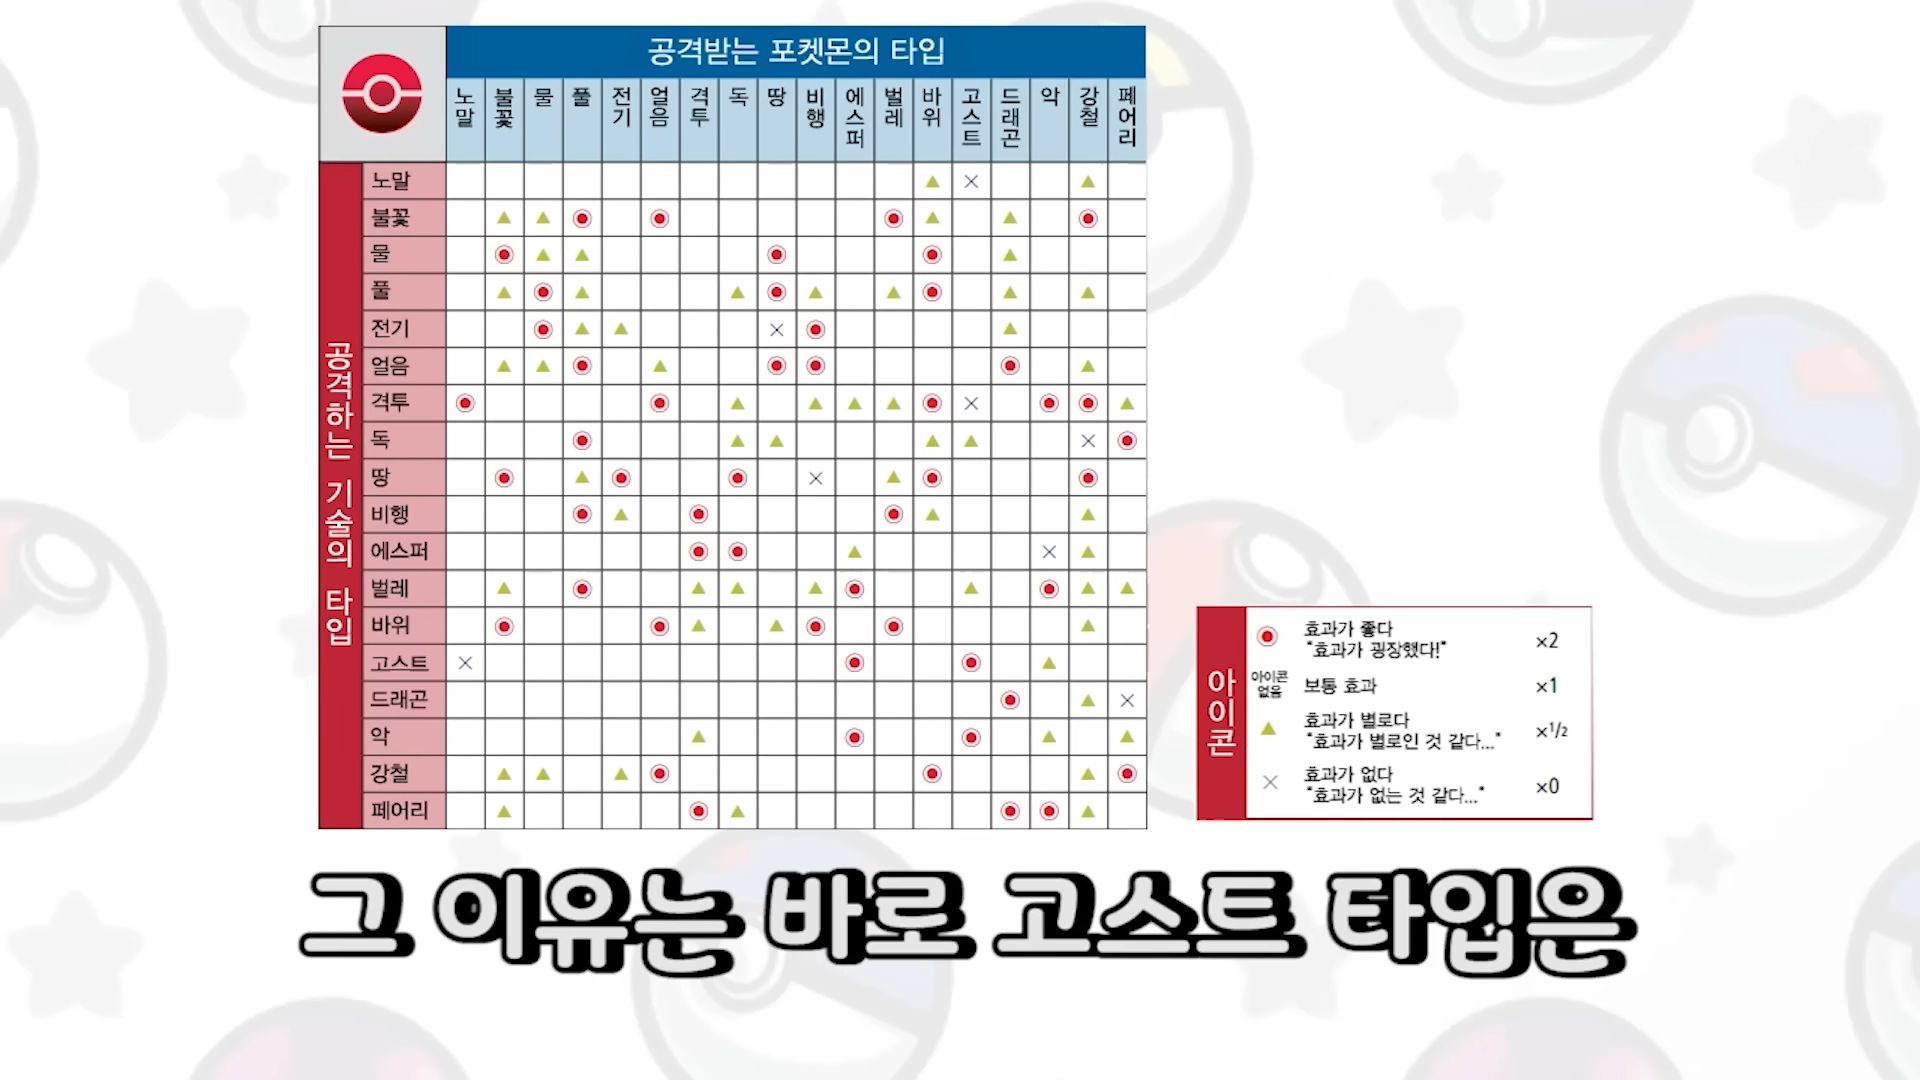 공격받는 포켓몬의 타입
노말 불꽃 물 풀 전기 얼음 격투 독 땅 비행 에스퍼 벌레 바위 고스트 드래곤 악 강철 페어리
공격하는 기술의 타입
노말
불꽃
물
풀
전기
얼음
격투
독
땅
비행
에스퍼
벌레
바위
고스트
드래곤
악
강철
페어리
아이콘
효과가 좋다
"효과가 굉장했다!" ×2
아이콘 없음 보통 효과 ×1
효과가 별로다
"효과가 별로인 것 같다..." ×1/2
효과가 없다
"효과가 없는 것 같다..." ×0
그 이유는 바로 고스트 타입은